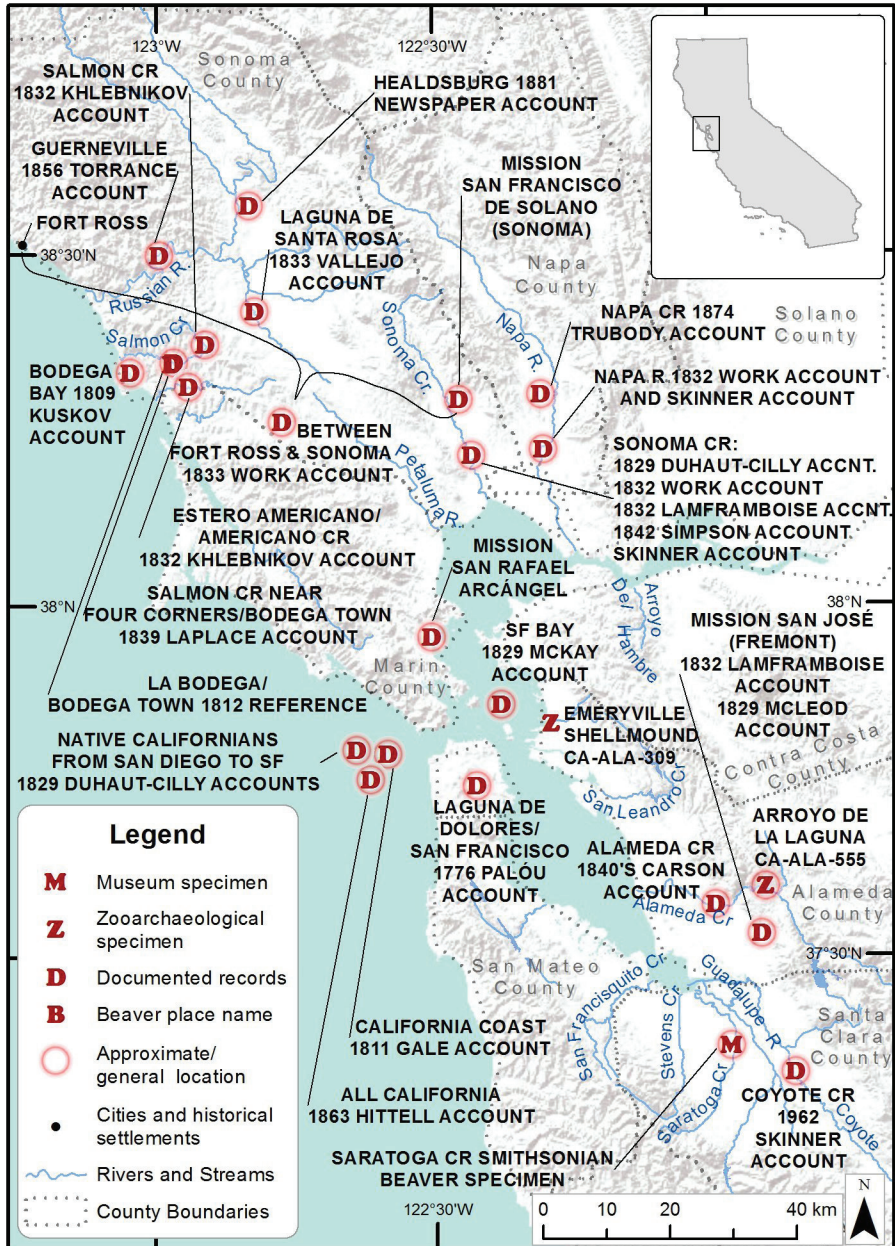 123°W
122°30'W
Sonoma
County
SALMON CR
1832 KHLEBNIKOV
ACCOUNT
HEALDSBURG 1881
NEWSPAPER ACCOUNT
GUERNEVILLE
1856 TORRANCE
ACCOUNT
MISSION
SAN FRANCISCO
DE SOLANO
(SONOMA)
FORT ROSS
LAGUNA DE
SANTA ROSA
1833 VALLEJO
ACCOUNT
38°30'N
D
D
D
D
D
D
D
D
D
D
D
D
Russian R.
Salmon Cr
Sonoma Cr.
Napa R.
Napa
County
Solano
County
NAPA CR 1874
TRUBODY ACCOUNT
BODEGA
BAY 1809
KUSKOV
ACCOUNT
NAPA R.1832 WORK ACCOUNT
AND SKINNER ACCOUNT
BETWEEN
FORT ROSS & SONOMA
1833 WORK ACCOUNT
Petaluma R.
SONOMA CR:
1829 DUHAUT-CILLY ACCNT.
1832 WORK ACCOUNT
1832 LAMFRAMBOISE ACCNT.
1842 SIMPSON ACCOUNT
SKINNER ACCOUNT
ESTERO AMERICANO/
AMERICANO CR
1832 KHLEBNIKOV ACCOUNT
MISSION
SAN RAFAEL
ARCÁNGEL
38°N
38°N
SALMON CR NEAR
FOUR CORNERS/BODEGA TOWN
1839 LAPLACE ACCOUNT
Arroyo
Del Hambre
MISSION SAN JOSÉ
(FREMONT)
1832 LAMFRAMBOISE
ACCOUNT
1829 MCLEOD
ACCOUNT
SF BAY
1829 MCKAY
ACCOUNT
D
Marin
County
LA BODEGA/
BODEGA TOWN 1812 REFERENCE
D
Z
EMERYVILLE
SHELLMOUND
CA-ALA-309
Contra Costa
County
NATIVE CALIFORNIANS
FROM SAN DIEGO TO SF
1829 DUHAUT-CILLY ACCOUNTS
D
D
D
D
San Leandro Cr
LAGUNA DE
DOLORES/
SAN FRANCISCO
1776 PALÓU
ACCOUNT
ARROYO DE
LA LAGUNA
CA-ALA-555
ALAMEDA CR
1840'S CARSON
ACCOUNT
Z
D
Alameda Cr
Alameda
County
D
37°30'N
San Mateo
County
San Francisquito Cr
Stevens Cr
Guadalupe R
Santa
Clara
County
CALIFORNIA COAST
1811 GALE ACCOUNT
M
D
Saratoga Cr
Coyote
ALL CALIFORNIA
1863 HITTELL ACCOUNT
COYOTE CR
1962
SKINNER
ACCOUNT
SARATOGA CR SMITHSONIAN
BEAVER SPECIMEN
Legend
M Museum specimen
Z Zooarchaeological
specimen
D Documented records
B Beaver place name
Approximate/
general location
Cities and historical
settlements
Rivers and Streams
County Boundaries
122°30'W
0 10 20 40 km
N